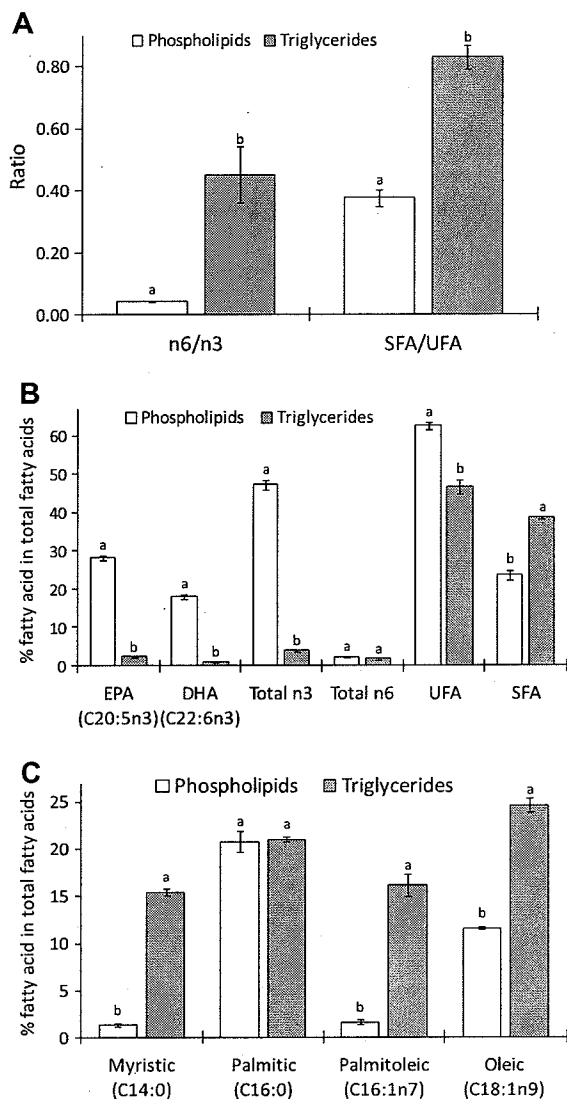 A
Phospholipids Triglycerides
Ratio
0.80
0.60
0.40
0.20
0.00
a
b
a
b
n6/n3 SFA/UFA
B
Phospholipids Triglycerides
% fatty acid in total fatty acids
60
50
40
30
20
10
0
a
b
a
b
a
b
a
a
a
b
b
a
EPA DHA Total n3 Total n6 UFA SFA
(C20:5n3) (C22:6n3)
C
Phospholipids Triglycerides
% fatty acid in total fatty acids
25
20
15
10
5
0
b
a
a
a
b
a
b
a
Myristic Palmitic Palmitoleic Oleic
(C14:0) (C16:0) (C16:1n7) (C18:1n9)